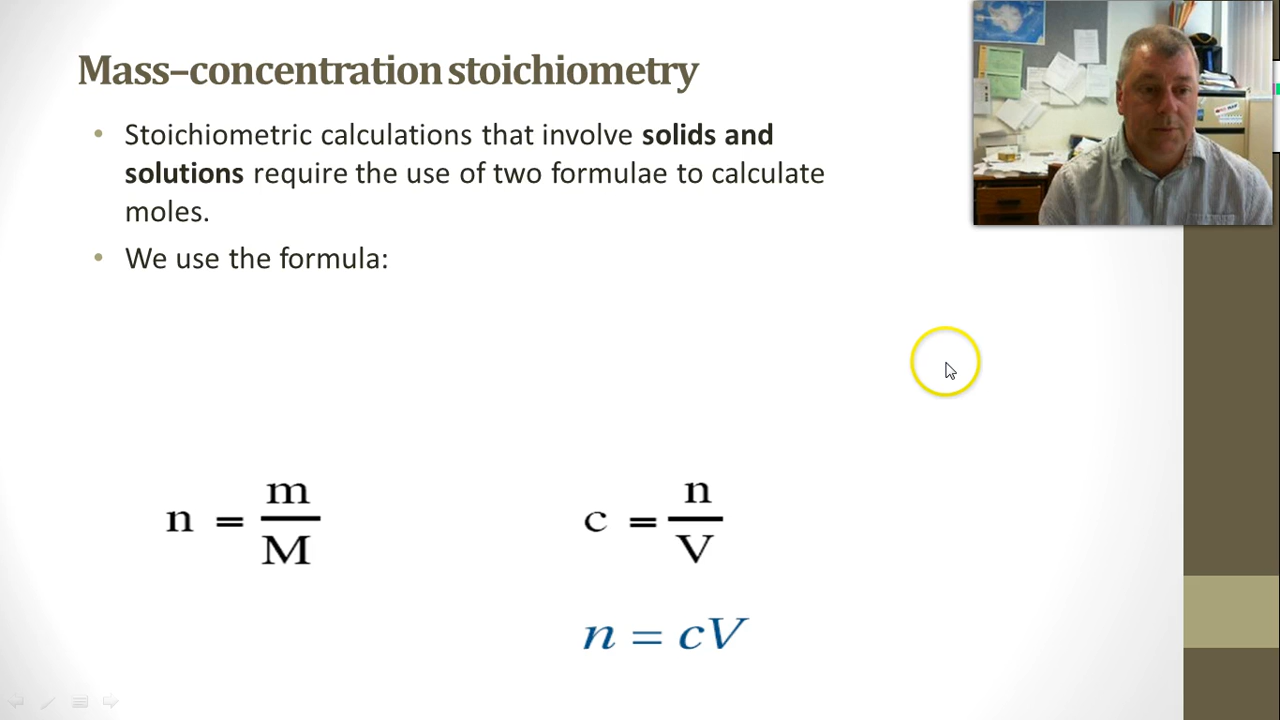 Mass–concentration stoichiometry
• Stoichiometric calculations that involve solids and
solutions require the use of two formulae to calculate
moles.
• We use the formula:
n = m/M
c = n/V
n = cV